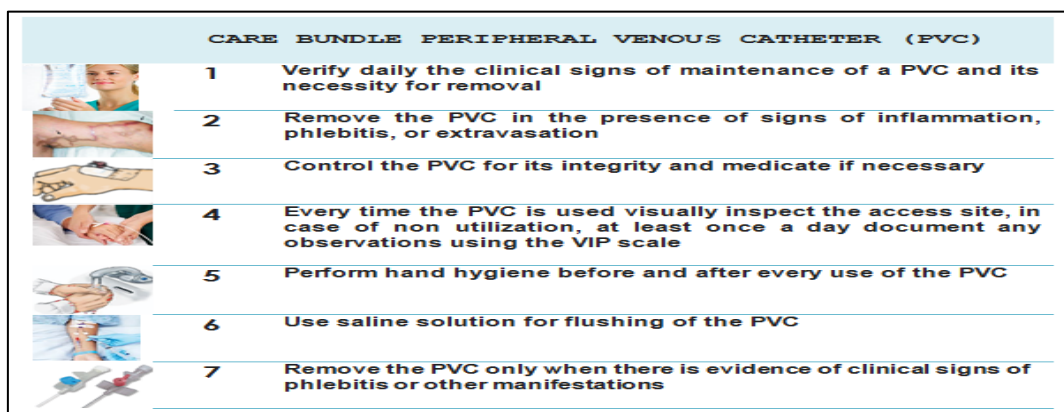 CARE BUNDLE PERIPHERAL VENOUS CATHETER (PVC)
1 Verify daily the clinical signs of maintenance of a PVC and its
necessity for removal
2 Remove the PVC in the presence of signs of inflammation,
phlebitis, or extravasation
3 Control the PVC for its integrity and medicate if necessary
4 Every time the PVC is used visually inspect the access site, in
case of non utilization, at least once a day document any
observations using the VIP scale
5 Perform hand hygiene before and after every use of the PVC
6 Use saline solution for flushing of the PVC
7 Remove the PVC only when there is evidence of clinical signs of
phlebitis or other manifestations